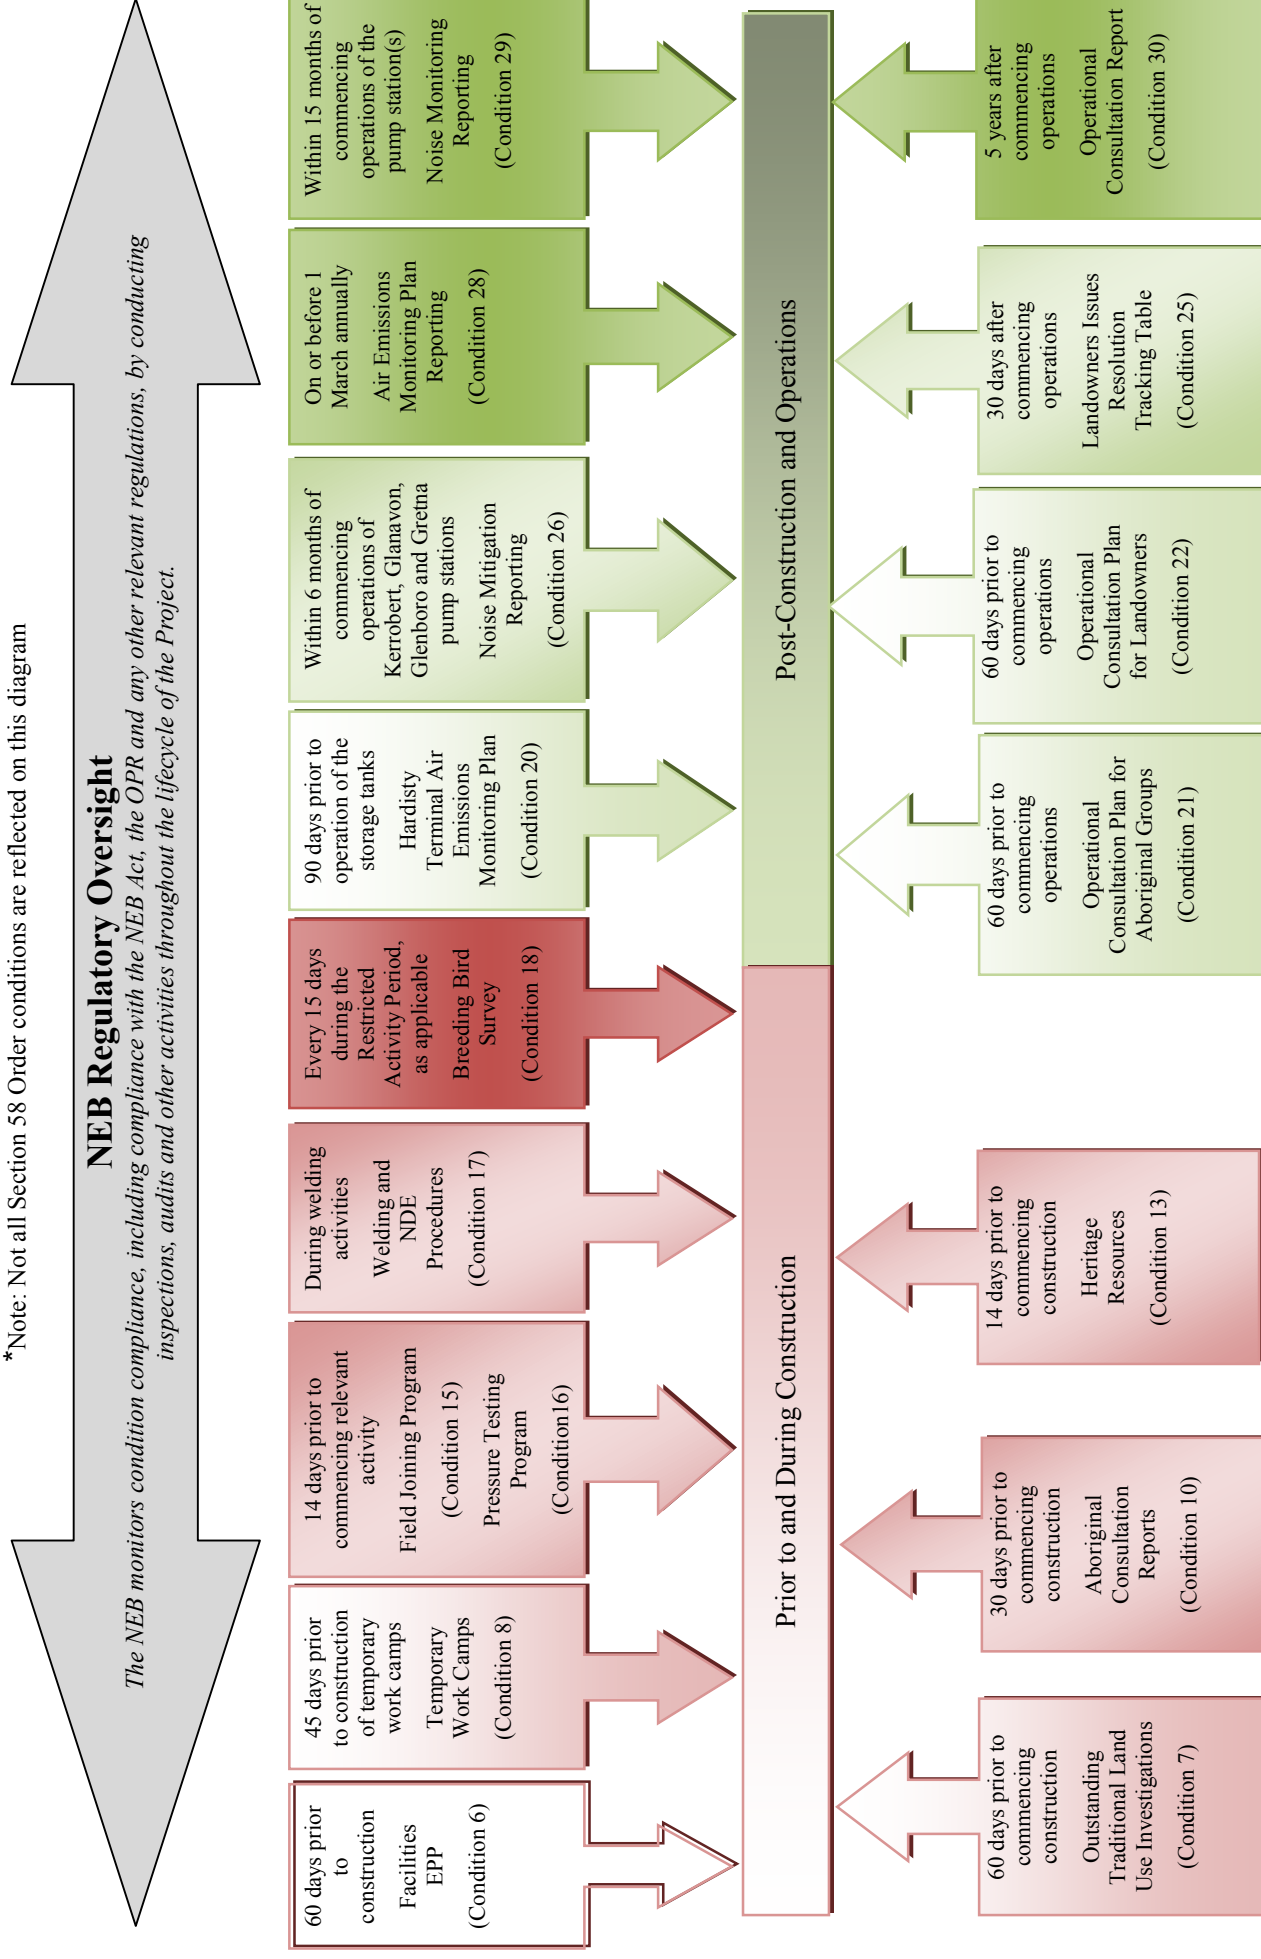 *Note: Not all Section 58 Order conditions are reflected on this diagram
NEB Regulatory Oversight
The NEB monitors condition compliance, including compliance with the NEB Act, the OPR and any other relevant regulations, by conducting
inspections, audits and other activities throughout the lifecycle of the Project.
60 days prior
to
construction
Facilities
EPP
(Condition 6)
45 days prior
to construction
of temporary
work camps
Temporary
Work Camps
(Condition 8)
14 days prior to
commencing relevant
activity
Field Joining Program
(Condition 15)
Pressure Testing
Program
(Condition16)
During welding
activities
Welding and
NDE
Procedures
(Condition 17)
Every 15 days
during the
Restricted
Activity Period,
as applicable
Breeding Bird
Survey
(Condition 18)
90 days prior to
operation of the
storage tanks
Hardisty
Terminal Air
Emissions
Monitoring Plan
(Condition 20)
Within 6 months of
commencing
operations of
Kerrobert, Glanavon,
Glenboro and Gretna
pump stations
Noise Mitigation
Reporting
(Condition 26)
On or before 1
March annually
Air Emissions
Monitoring Plan
Reporting
(Condition 28)
Within 15 months of
commencing
operations of the
pump station(s)
Noise Monitoring
Reporting
(Condition 29)
Prior to and During Construction
Post-Construction and Operations
60 days prior to
commencing
construction
Outstanding
Traditional Land
Use Investigations
(Condition 7)
30 days prior to
commencing
construction
Aboriginal
Consultation
Reports
(Condition 10)
14 days prior to
commencing
construction
Heritage
Resources
(Condition 13)
60 days prior to
commencing
operations
Operational
Consultation Plan for
Aboriginal Groups
(Condition 21)
60 days prior to
commencing
operations
Operational
Consultation Plan
for Landowners
(Condition 22)
30 days after
commencing
operations
Landowners Issues
Resolution
Tracking Table
(Condition 25)
5 years after
commencing
operations
Operational
Consultation Report
(Condition 30)